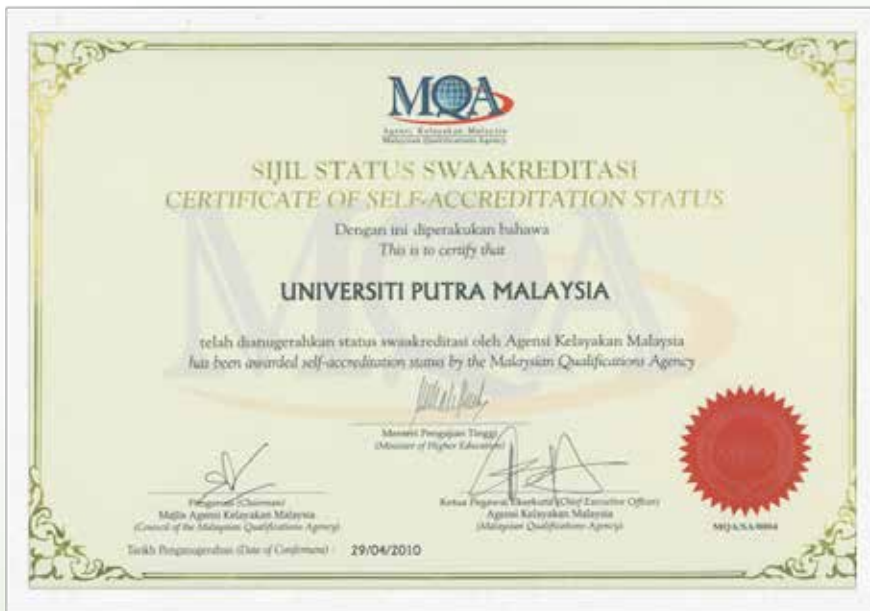 MQA
Agensi Kelayakan Malaysia
Malaysian Qualifications Agency
SIJIL STATUS SWAAKREDITASI
CERTIFICATE OF SELF-ACCREDITATION STATUS
Dengan ini diperakukan bahawa
This is to certify that
UNIVERSITI PUTRA MALAYSIA
telah dianugerahkan status swaakreditasi oleh Agensi Kelayakan Malaysia
has been awarded self-accreditation status by the Malaysian Qualifications Agency
Menteri Pengajian Tinggi
(Minister of Higher Education)
Pengerusi (Chairman)
Majlis Agensi Kelayakan Malaysia
(Council of the Malaysian Qualifications Agency)
Ketua Pegawai Eksekutif (Chief Executive Officer)
Agensi Kelayakan Malaysia
(Malaysian Qualifications Agency)
MQA/SA/0004
Tarikh Penganugerahan (Date of Conferment) : 29/04/2010